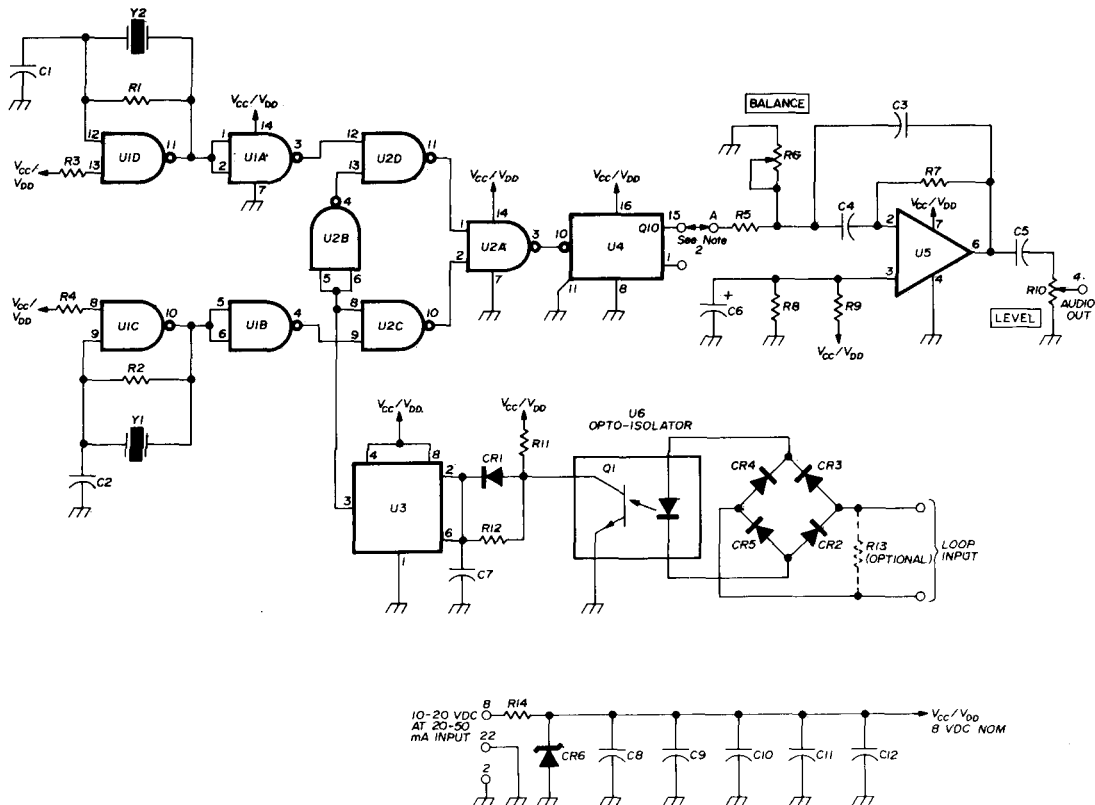 Y2
C1
R1
VCC/VDD
14
12
11
13
U1D
R3
VCC/VDD
1
2
U1A
3
7
12
13
U2D
11
4
U2B
5
6
VCC/VDD
14
1
2
U2A
3
7
VCC/VDD
16
10
U4
Q10
15
1
11
8
A
See Note 2
BALANCE
R6
R5
C3
C4
R7
VCC/VDD
7
2
3
U5
6
4
C5
R10
4
AUDIO OUT
LEVEL
C6
+
R8
R9
VCC/VDD
R4
VCC/VDD
8
9
U1C
10
5
6
U1B
4
8
9
U2C
10
R2
Y1
C2
VCC/VDD
4
8
2
3
U3
6
1
CR1
R12
C7
VCC/VDD
R11
U6
OPTO-ISOLATOR
Q1
CR4
CR3
CR5
CR2
R13
(OPTIONAL)
LOOP
INPUT
10-20 VDC
AT 20-50
mA INPUT
8
22
2
R14
CR6
C8
C9
C10
C11
C12
VCC/VDD
8 VDC NOM